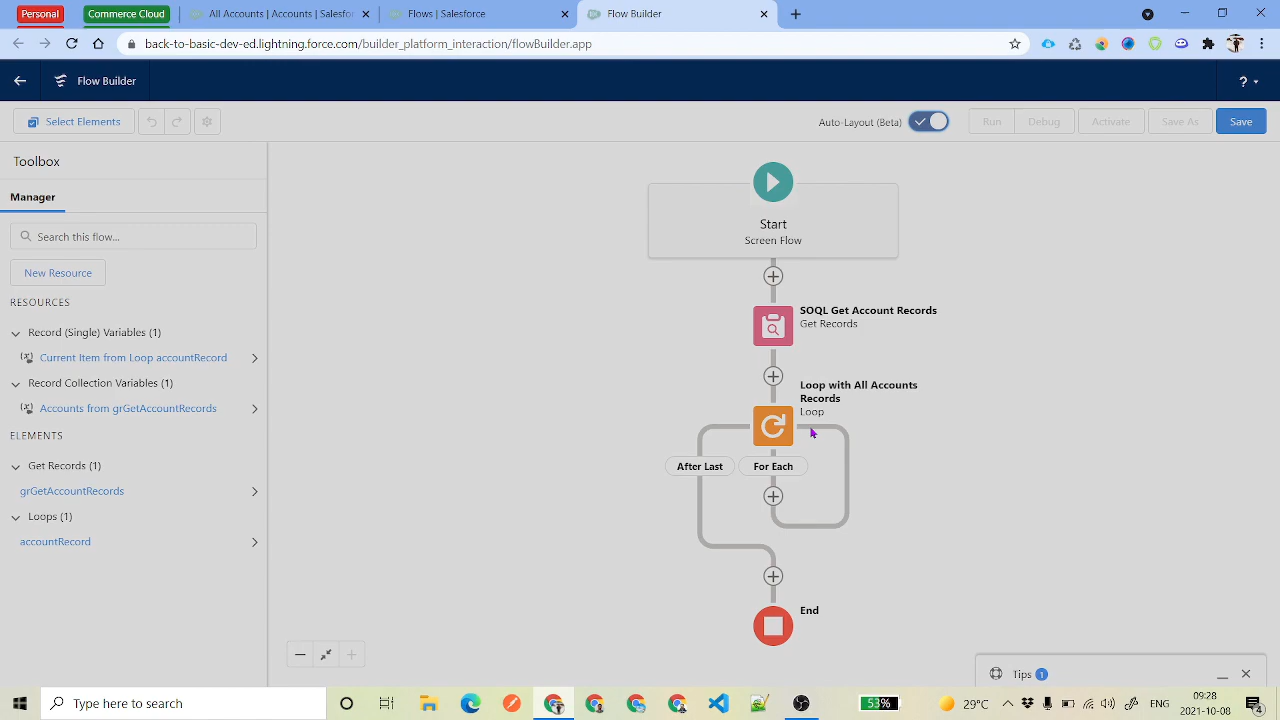 Personal
Commerce Cloud
All Accounts | Accounts | Salesfor
Flows | Salesforce
Flow Builder
back-to-basic-dev-ed.lightning.force.com/builder_platform_interaction/flowBuilder.app
Flow Builder
?
Select Elements
Auto-Layout (Beta)
Run
Debug
Activate
Save As
Save
Toolbox
Manager
Search this flow...
New Resource
RESOURCES
Record (Single) Variables (1)
Current Item from Loop accountRecord
Record Collection Variables (1)
Accounts from grGetAccountRecords
ELEMENTS
Get Records (1)
grGetAccountRecords
Loops (1)
accountRecord
Start
Screen Flow
SOQL Get Account Records
Get Records
Loop with All Accounts
Records
Loop
After Last
For Each
End
Tips 1
Type here to search
53%
29°C
ENG
09:28
2021-10-08
4